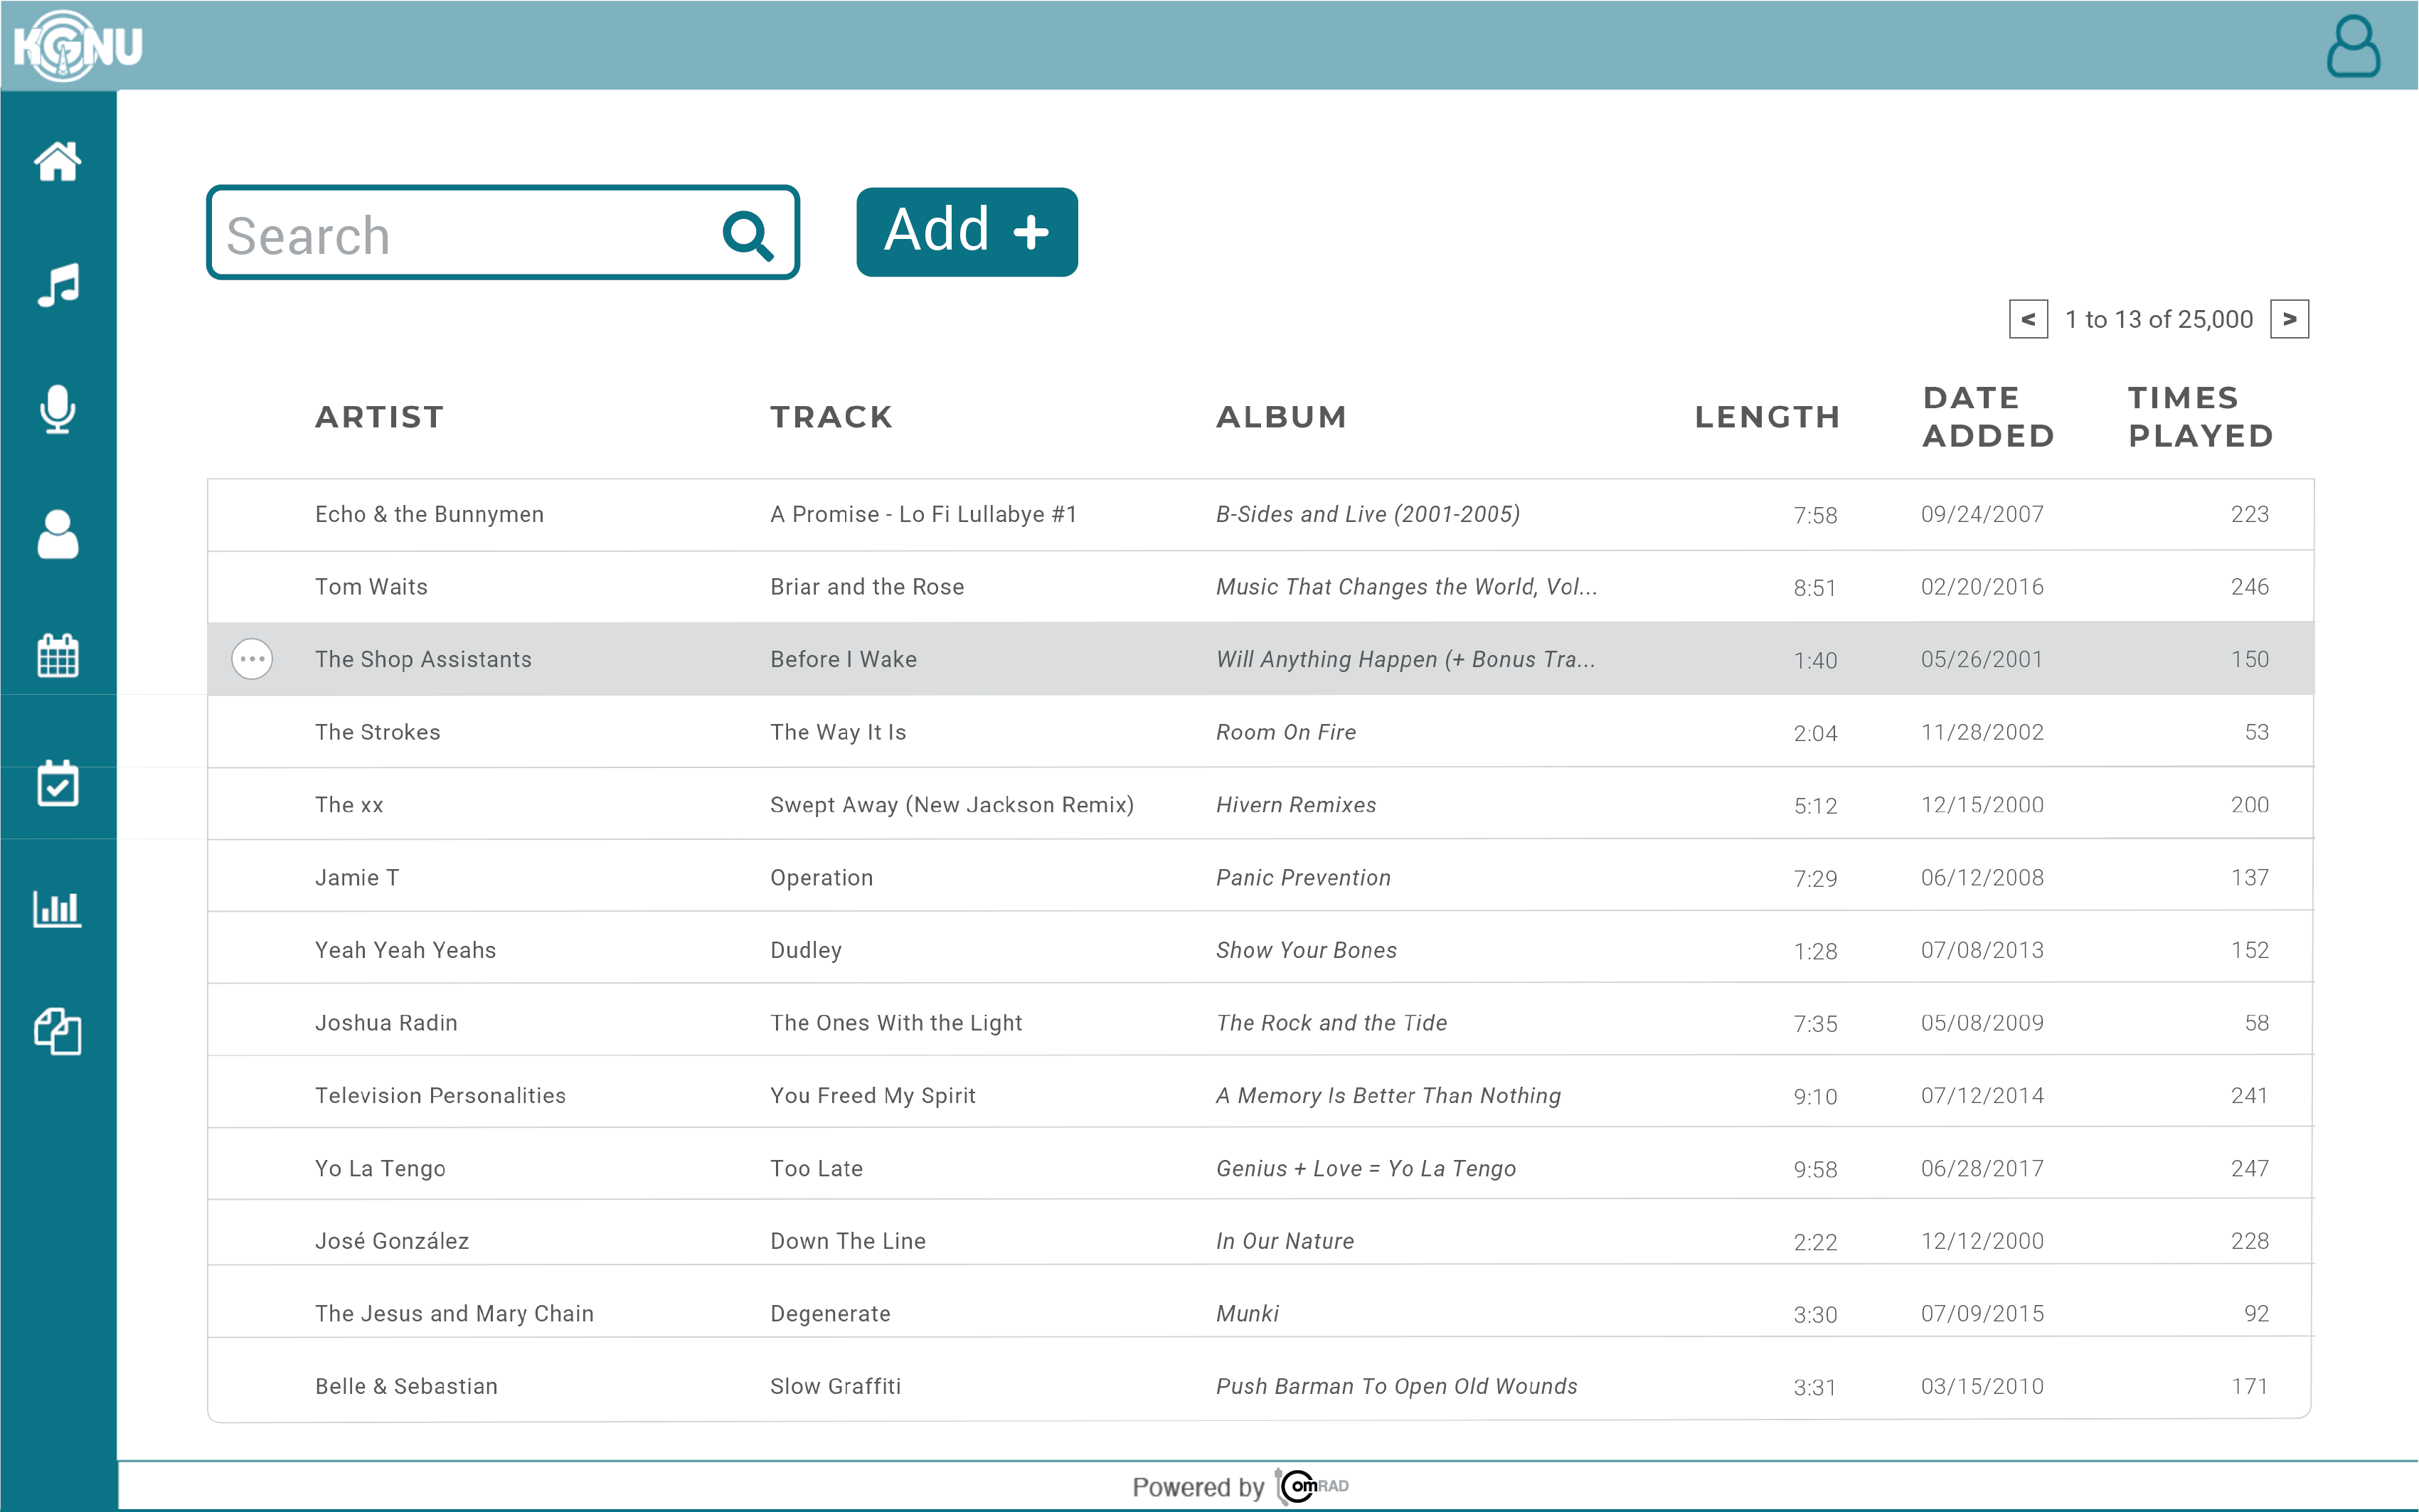 KGNU
Search
Add +
< 1 to 13 of 25,000 >
ARTIST TRACK ALBUM LENGTH DATE ADDED TIMES PLAYED
Echo & the Bunnymen A Promise - Lo Fi Lullabye #1 B-Sides and Live (2001-2005) 7:58 09/24/2007 223
Tom Waits Briar and the Rose Music That Changes the World, Vol... 8:51 02/20/2016 246
The Shop Assistants Before I Wake Will Anything Happen (+ Bonus Tra... 1:40 05/26/2001 150
The Strokes The Way It Is Room On Fire 2:04 11/28/2002 53
The xx Swept Away (New Jackson Remix) Hivern Remixes 5:12 12/15/2000 200
Jamie T Operation Panic Prevention 7:29 06/12/2008 137
Yeah Yeah Yeahs Dudley Show Your Bones 1:28 07/08/2013 152
Joshua Radin The Ones With the Light The Rock and the Tide 7:35 05/08/2009 58
Television Personalities You Freed My Spirit A Memory Is Better Than Nothing 9:10 07/12/2014 241
Yo La Tengo Too Late Genius + Love = Yo La Tengo 9:58 06/28/2017 247
José González Down The Line In Our Nature 2:22 12/12/2000 228
The Jesus and Mary Chain Degenerate Munki 3:30 07/09/2015 92
Belle & Sebastian Slow Graffiti Push Barman To Open Old Wounds 3:31 03/15/2010 171
Powered by ComRAD